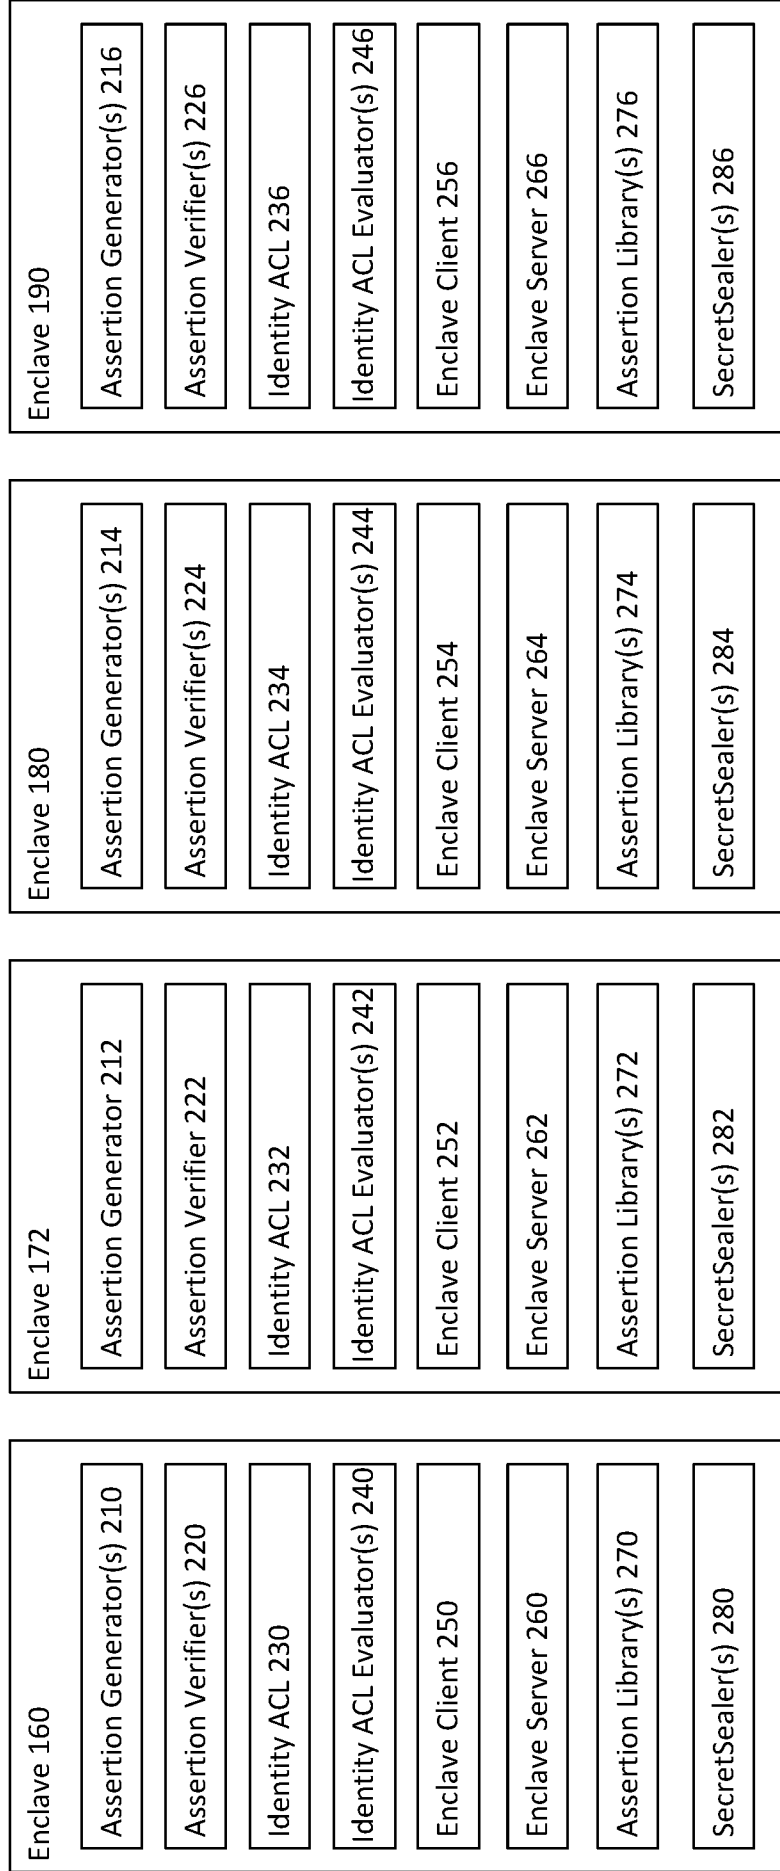 Enclave 160
Assertion Generator(s) 210
Assertion Verifier(s) 220
Identity ACL 230
Identity ACL Evaluator(s) 240
Enclave Client 250
Enclave Server 260
Assertion Library(s) 270
SecretSealer(s) 280
Enclave 172
Assertion Generator 212
Assertion Verifier 222
Identity ACL 232
Identity ACL Evaluator(s) 242
Enclave Client 252
Enclave Server 262
Assertion Library(s) 272
SecretSealer(s) 282
Enclave 180
Assertion Generator(s) 214
Assertion Verifier(s) 224
Identity ACL 234
Identity ACL Evaluator(s) 244
Enclave Client 254
Enclave Server 264
Assertion Library(s) 274
SecretSealer(s) 284
Enclave 190
Assertion Generator(s) 216
Assertion Verifier(s) 226
Identity ACL 236
Identity ACL Evaluator(s) 246
Enclave Client 256
Enclave Server 266
Assertion Library(s) 276
SecretSealer(s) 286